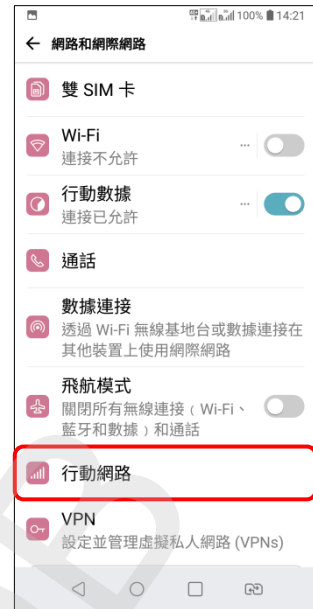 100% 14:21
網路和網際網路
雙 SIM 卡
Wi-Fi
連接不允許
行動數據
連接已允許
通話
數據連接
透過 Wi-Fi 無線基地台或數據連接在
其他裝置上使用網際網路
飛航模式
關閉所有無線連接（Wi-Fi、
藍牙和數據）和通話
行動網路
VPN
設定並管理虛擬私人網路 (VPNs)